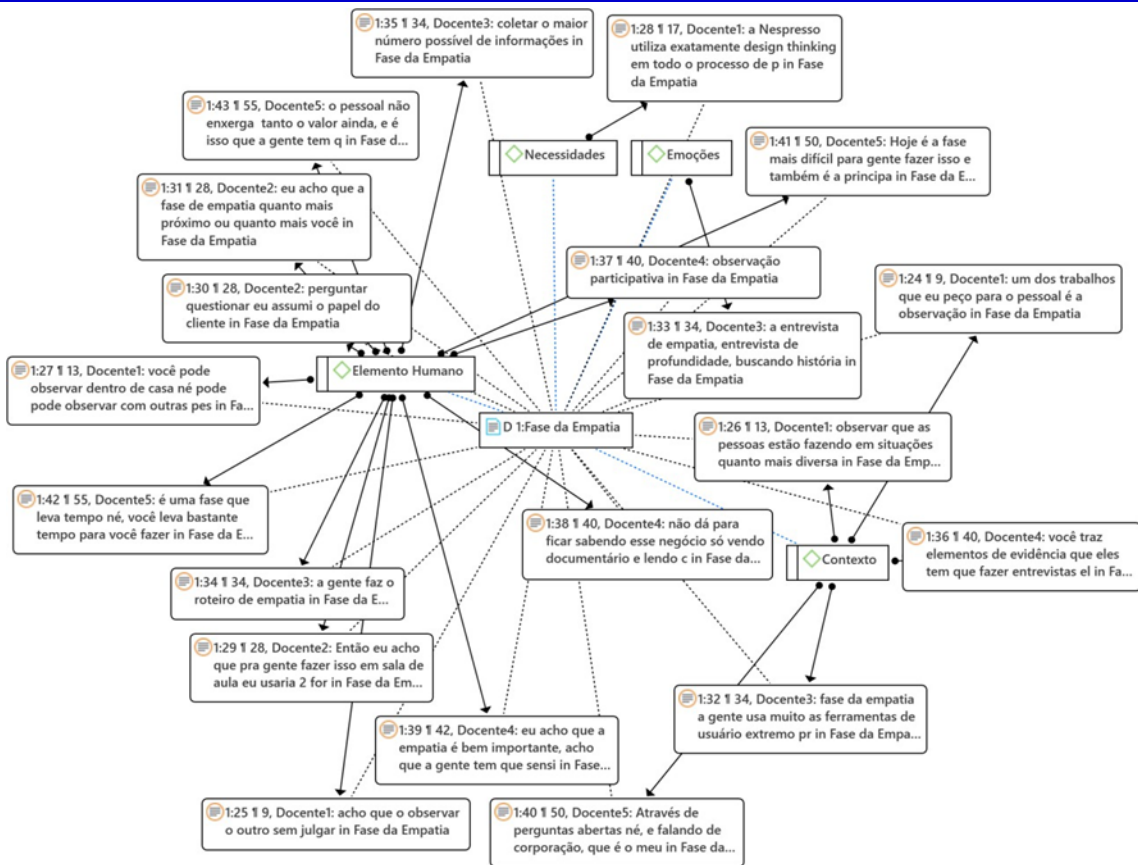 1:35 ¶ 34, Docente3: coletar o maior
número possível de informações in
Fase da Empatia
1:28 ¶ 17, Docente1: a Nespresso
utiliza exatamente design thinking
em todo o processo de p in Fase
da Empatia
1:43 ¶ 55, Docente5: o pessoal não
enxerga tanto o valor ainda, e é
isso que a gente tem q in Fase d...
Necessidades
Emoções
1:41 ¶ 50, Docente5: Hoje é a fase
mais difícil para gente fazer isso e
também é a principa in Fase da E...
1:31 ¶ 28, Docente2: eu acho que a
fase de empatia quanto mais
próximo ou quanto mais você in
Fase da Empatia
1:37 ¶ 40, Docente4: observação
participativa in Fase da Empatia
1:24 ¶ 9, Docente1: um dos trabalhos
que eu peço para o pessoal é a
observação in Fase da Empatia
1:30 ¶ 28, Docente2: perguntar
questionar eu assumi o papel do
cliente in Fase da Empatia
1:33 ¶ 34, Docente3: a entrevista
de empatia, entrevista de
profundidade, buscando história in
Fase da Empatia
1:27 ¶ 13, Docente1: você pode
observar dentro de casa né pode
pode observar com outras pes in Fa...
Elemento Humano
D 1:Fase da Empatia
1:26 ¶ 13, Docente1: observar que as
pessoas estão fazendo em situações
quanto mais diversa in Fase da Emp...
1:42 ¶ 55, Docente5: é uma fase que
leva tempo né, você leva bastante
tempo para você fazer in Fase da E...
1:38 ¶ 40, Docente4: não dá para
ficar sabendo esse negócio só vendo
documentário e lendo c in Fase da...
Contexto
1:36 ¶ 40, Docente4: você traz
elementos de evidência que eles
tem que fazer entrevistas el in Fa...
1:34 ¶ 34, Docente3: a gente faz o
roteiro de empatia in Fase da E...
1:29 ¶ 28, Docente2: Então eu acho
que pra gente fazer isso em sala de
aula eu usaria 2 for in Fase da Em...
1:32 ¶ 34, Docente3: fase da empatia
a gente usa muito as ferramentas de
usuário extremo pr in Fase da Empa...
1:39 ¶ 42, Docente4: eu acho que a
empatia é bem importante, acho
que a gente tem que sensi in Fase...
1:25 ¶ 9, Docente1: acho que o observar
o outro sem julgar in Fase da Empatia
1:40 ¶ 50, Docente5: Através de
perguntas abertas né, e falando de
corporação, que é o meu in Fase da...